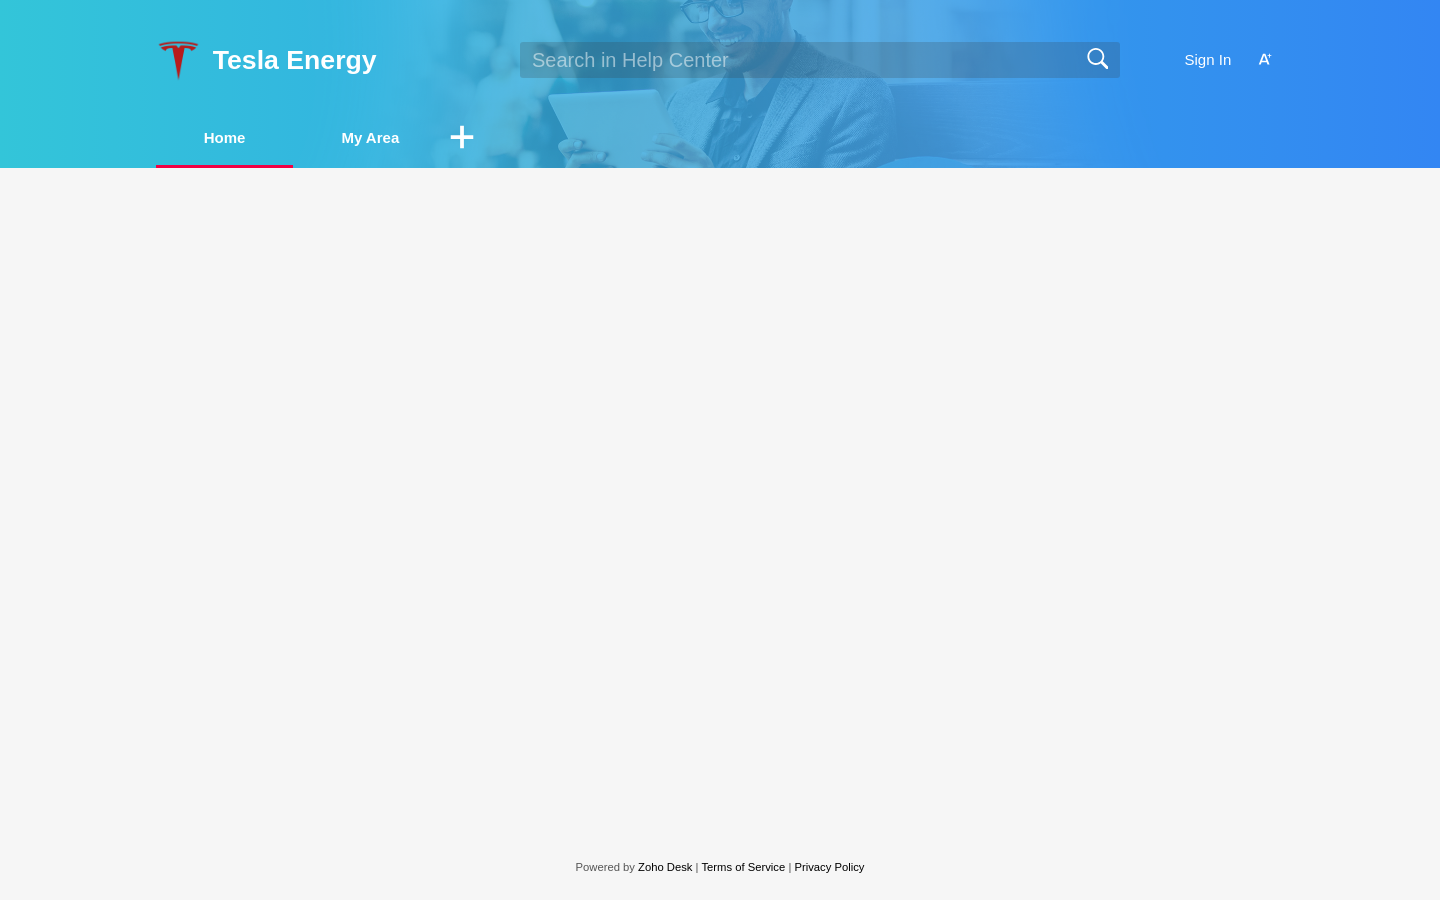 Tesla Energy
Search in Help Center
Sign In
Home
My Area
Powered by Zoho Desk | Terms of Service | Privacy Policy